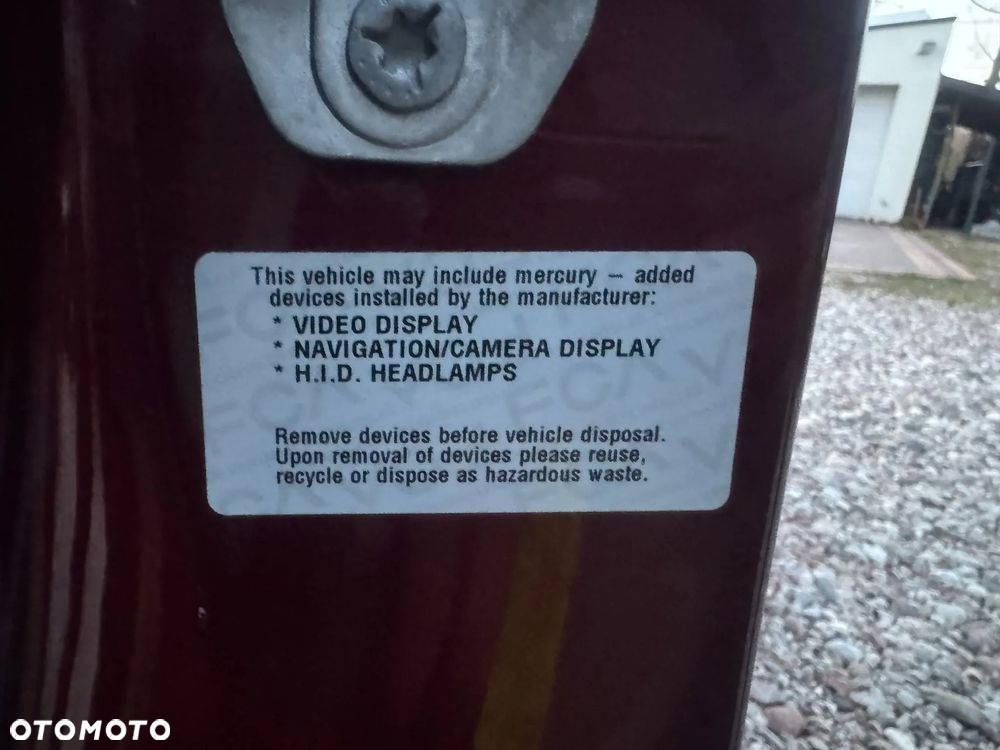 This vehicle may include mercury – added
devices installed by the manufacturer:
* VIDEO DISPLAY
* NAVIGATION/CAMERA DISPLAY
* H.I.D. HEADLAMPS
Remove devices before vehicle disposal.
Upon removal of devices please reuse,
recycle or dispose as hazardous waste.
OTOMOTO